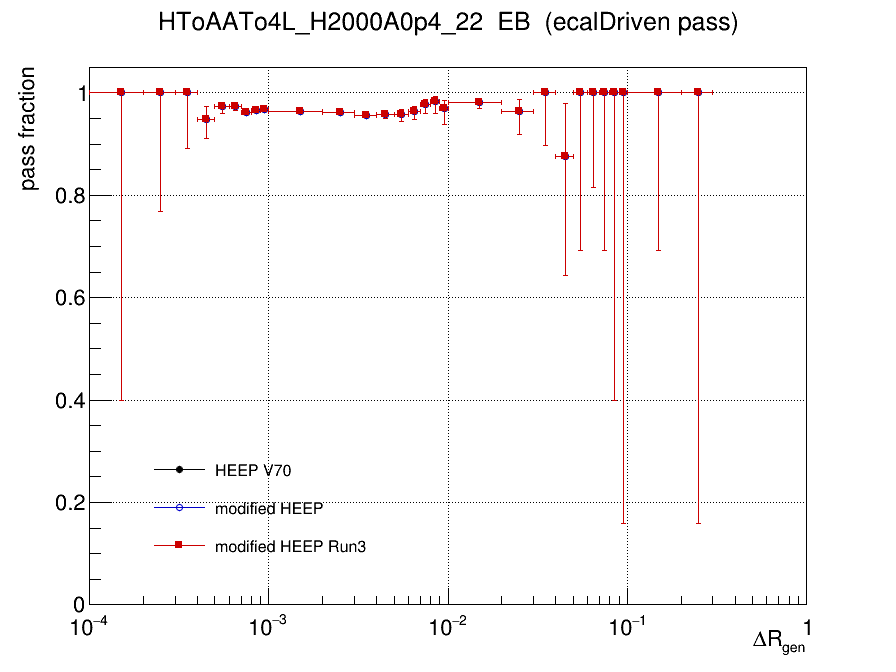 HToAATo4L_H2000A0p4_22 EB (ecalDriven pass)
pass fraction
1
0.8
0.6
0.4
0.2
0
HEEP V70
modified HEEP
modified HEEP Run3
10⁻⁴ 10⁻³ 10⁻² 10⁻¹ 1
ΔR_gen